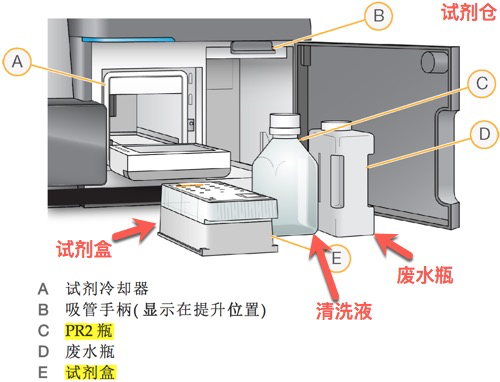 试剂仓
B
A
C
D
试剂盒
E
清洗液
废水瓶
A 试剂冷却器
B 吸管手柄(显示在提升位置)
C PR2 瓶
D 废水瓶
E 试剂盒